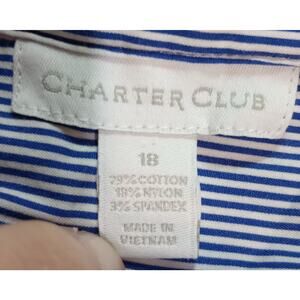 CHARTER CLUB
18
79% COTTON
18% NYLON
3% SPANDEX
MADE IN
VIETNAM